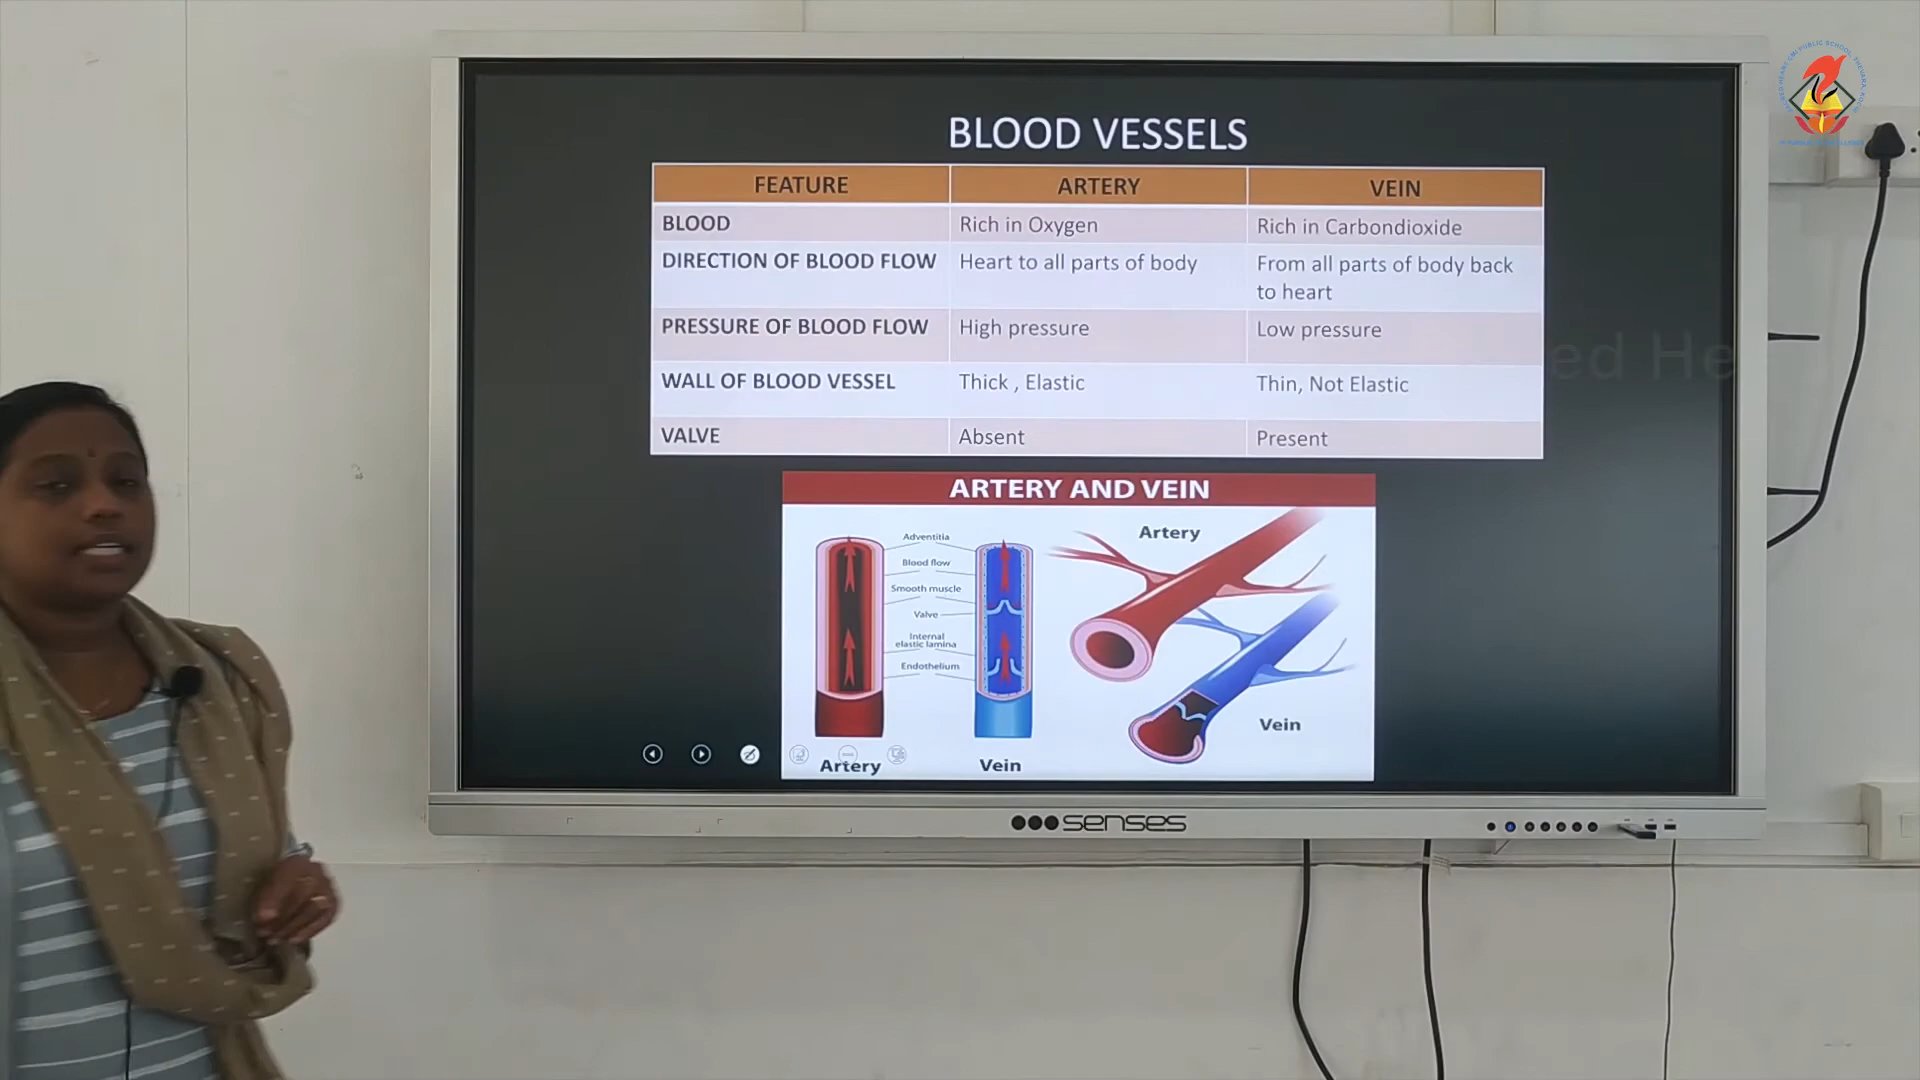 BLOOD VESSELS
FEATURE ARTERY VEIN
BLOOD Rich in Oxygen Rich in Carbondioxide
DIRECTION OF BLOOD FLOW Heart to all parts of body From all parts of body back
to heart
PRESSURE OF BLOOD FLOW High pressure Low pressure
WALL OF BLOOD VESSEL Thick , Elastic Thin, Not Elastic
VALVE Absent Present
ed He
ARTERY AND VEIN
Adventitia
Blood flow
Smooth muscle
Valve
Internal
elastic lamina
Endothelium
Artery
Vein
Artery
Vein
senses